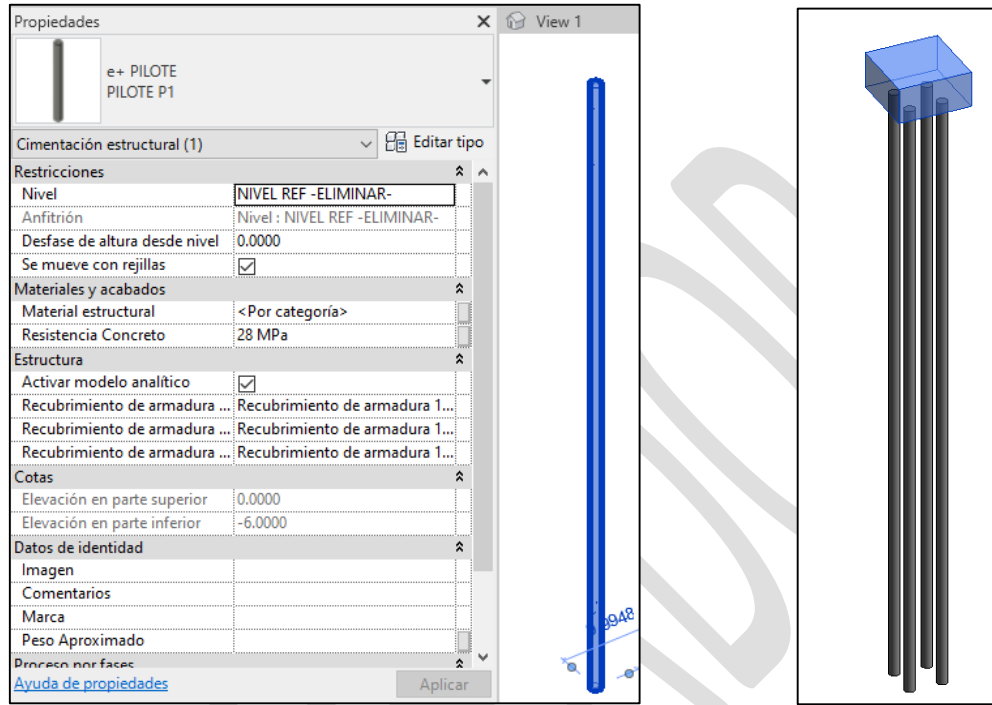 Propiedades
View 1
e+ PILOTE
PILOTE P1
Cimentación estructural (1)
Editar tipo
Restricciones
Nivel NIVEL REF -ELIMINAR-
Anfitrión Nivel : NIVEL REF -ELIMINAR-
Desfase de altura desde nivel 0.0000
Se mueve con rejillas
Materiales y acabados
Material estructural <Por categoría>
Resistencia Concreto 28 MPa
Estructura
Activar modelo analítico
Recubrimiento de armadura ... Recubrimiento de armadura 1...
Recubrimiento de armadura ... Recubrimiento de armadura 1...
Recubrimiento de armadura ... Recubrimiento de armadura 1...
Cotas
Elevación en parte superior 0.0000
Elevación en parte inferior -6.0000
Datos de identidad
Imagen
Comentarios
Marca
Peso Aproximado
Proceso por fases
Ayuda de propiedades
Aplicar